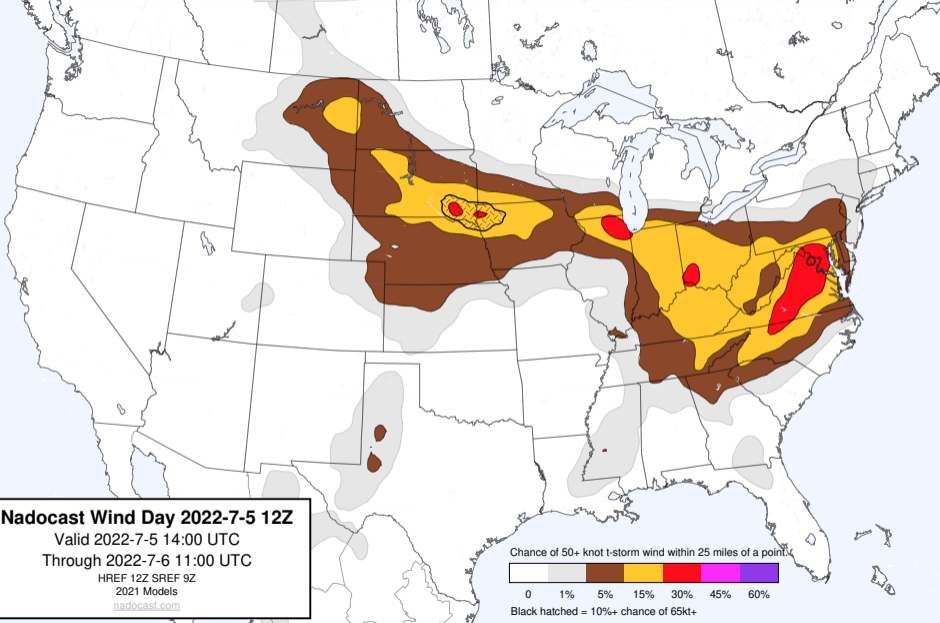 Nadocast Wind Day 2022-7-5 12Z
Valid 2022-7-5 14:00 UTC
Through 2022-7-6 11:00 UTC
HREF 12Z SREF 9Z
2021 Models
nadocast.com
Chance of 50+ knot t-storm wind within 25 miles of a point.
0 1% 5% 15% 30% 45% 60%
Black hatched = 10%+ chance of 65kt+